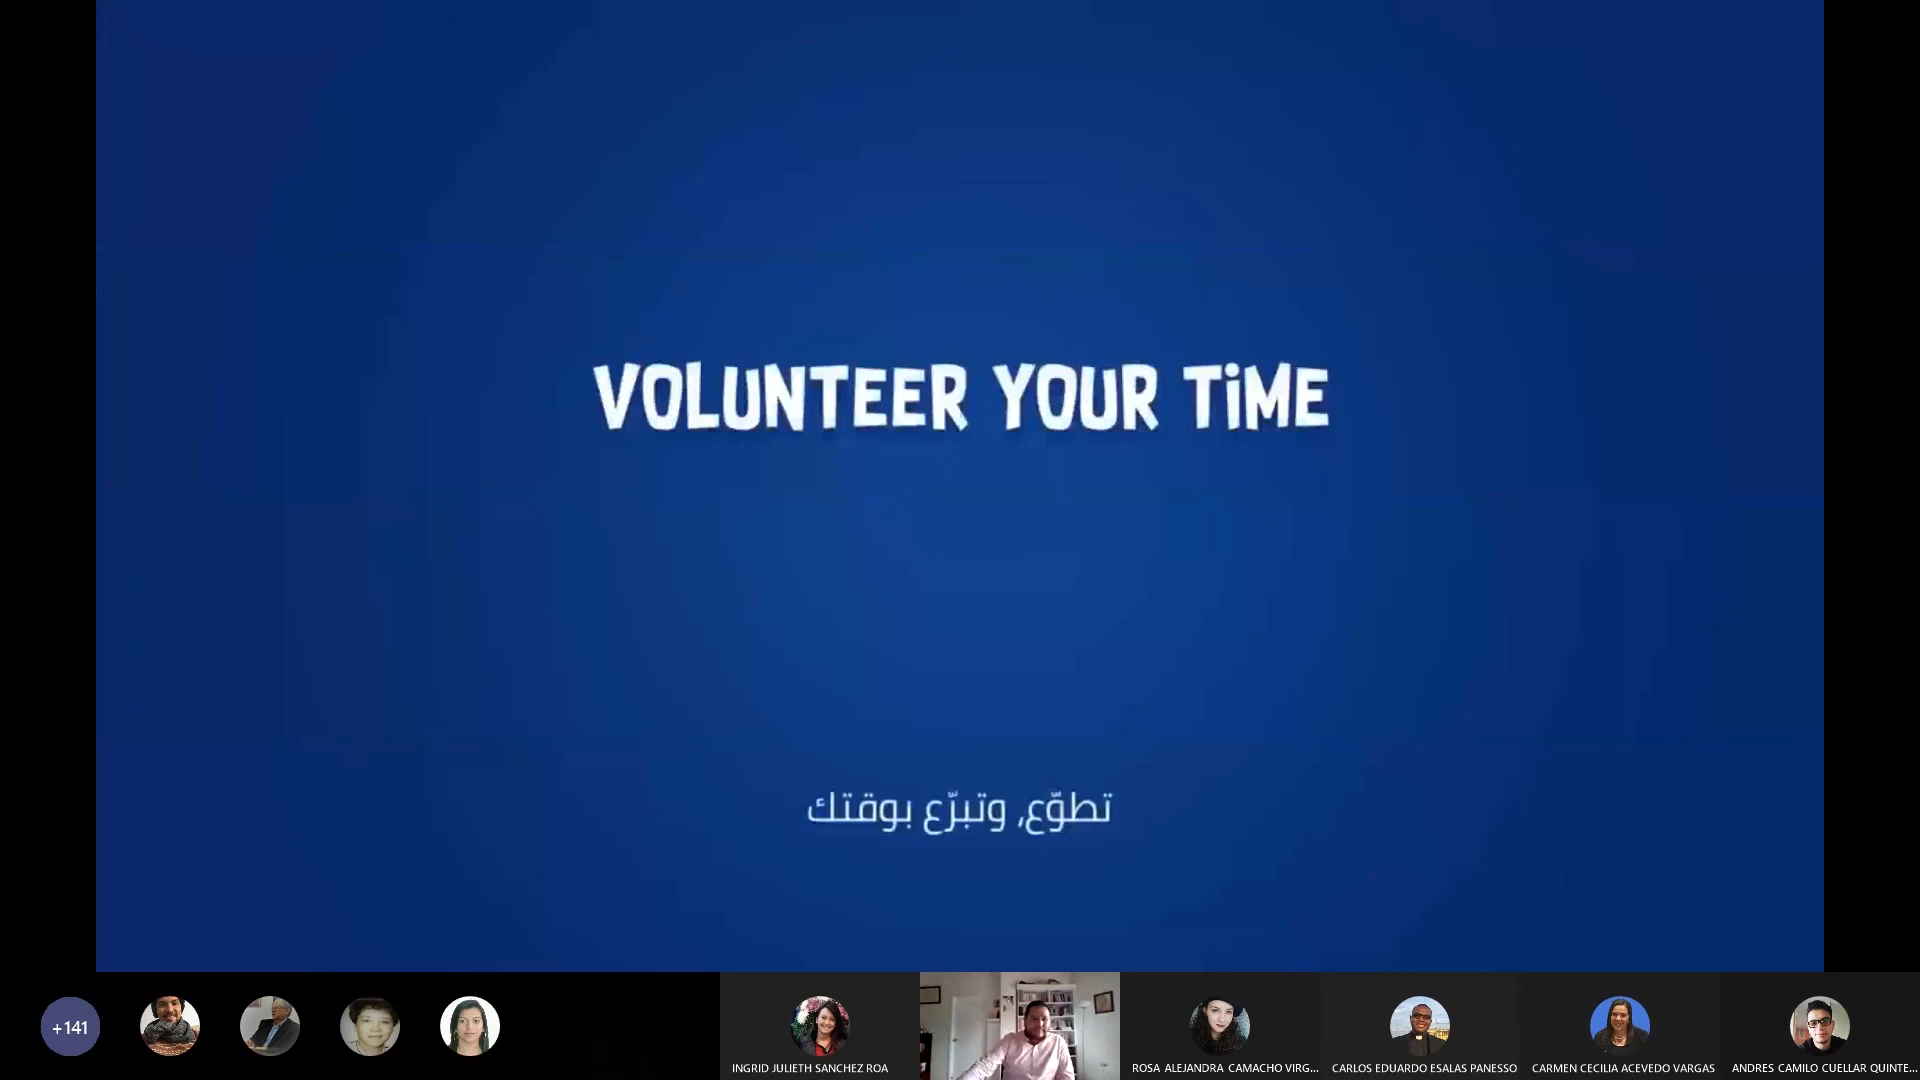 VOLUNTEER YOUR TiME
تطوّع, وتبرّع بوقتك
+141
INGRID JULIETH SANCHEZ ROA
ROSA ALEJANDRA CAMACHO VIRG...
CARLOS EDUARDO ESALAS PANESSO
CARMEN CECILIA ACEVEDO VARGAS
ANDRES CAMILO CUELLAR QUINTE...